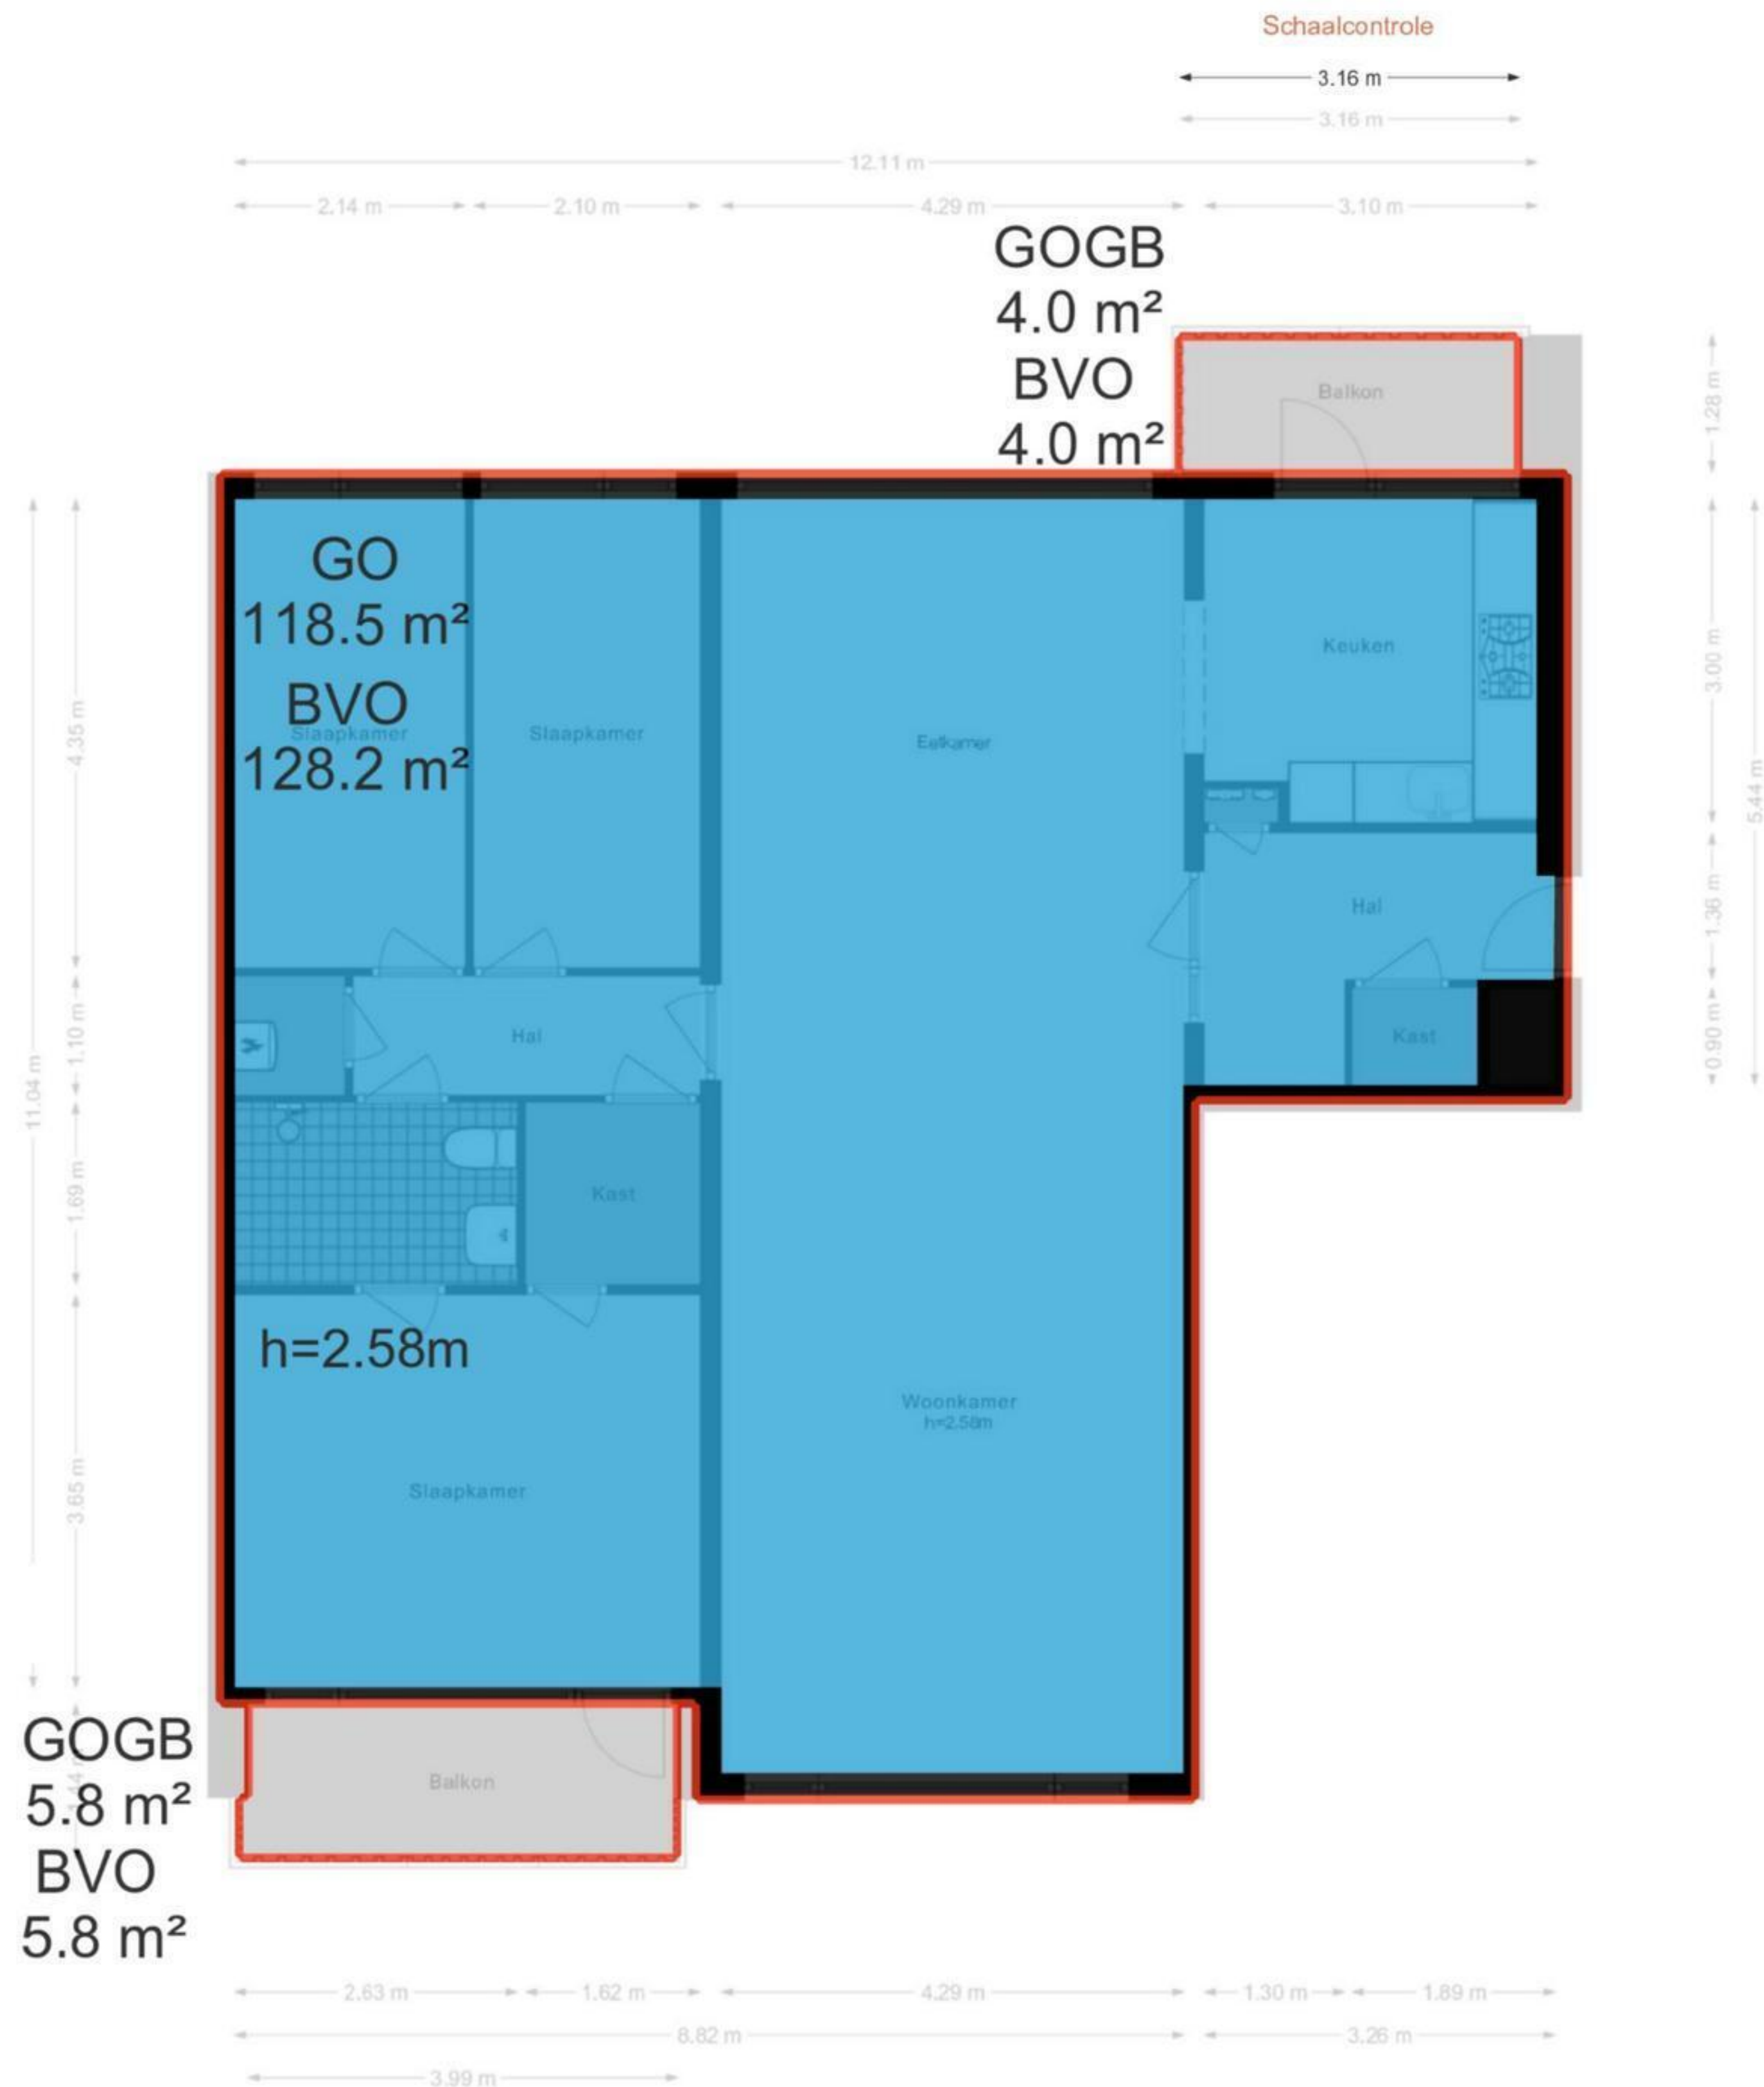 Schaalcontrole
3.16 m
3.16 m
12.11 m
2.14 m
2.10 m
4.29 m
3.10 m
GOGB
4.0 m²
BVO
4.0 m²
Balkon
1.28 m
GO
118.5 m²
BVO
128.2 m²
Slaapkamer
Slaapkamer
Eetkamer
Keuken
3.00 m
4.35 m
5.44 m
Hal
1.36 m
Hal
Kast
0.90 m
1.10 m
11.04 m
Kast
1.69 m
h=2.58m
Woonkamer
h=2.58m
Slaapkamer
3.65 m
GOGB
5.8 m²
BVO
5.8 m²
Balkon
2.63 m
1.62 m
4.29 m
1.30 m
1.89 m
8.82 m
3.26 m
3.99 m